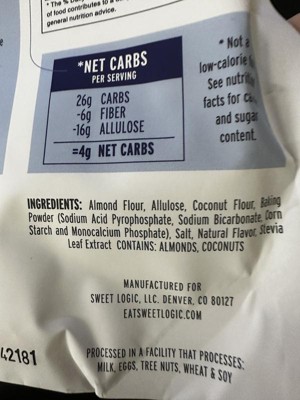 * The %
of food contributes to a
general nutrition advice.
*NET CARBS
PER SERVING
26g CARBS
-6g FIBER
-16g ALLULOSE
=4g NET CARBS
* Not a
low-calorie
See nutri
facts for
and sugar
content.
INGREDIENTS: Almond Flour, Allulose, Coconut Flour, Baking
Powder (Sodium Acid Pyrophosphate, Sodium Bicarbonate, Corn
Starch and Monocalcium Phosphate), Salt, Natural Flavor, Stevia
Leaf Extract CONTAINS: ALMONDS, COCONUTS
MANUFACTURED FOR
SWEET LOGIC, LLC. DENVER, CO 80127
EATSWEETLOGIC.COM
42181
PROCESSED IN A FACILITY THAT PROCESSES:
MILK, EGGS, TREE NUTS, WHEAT & SOY